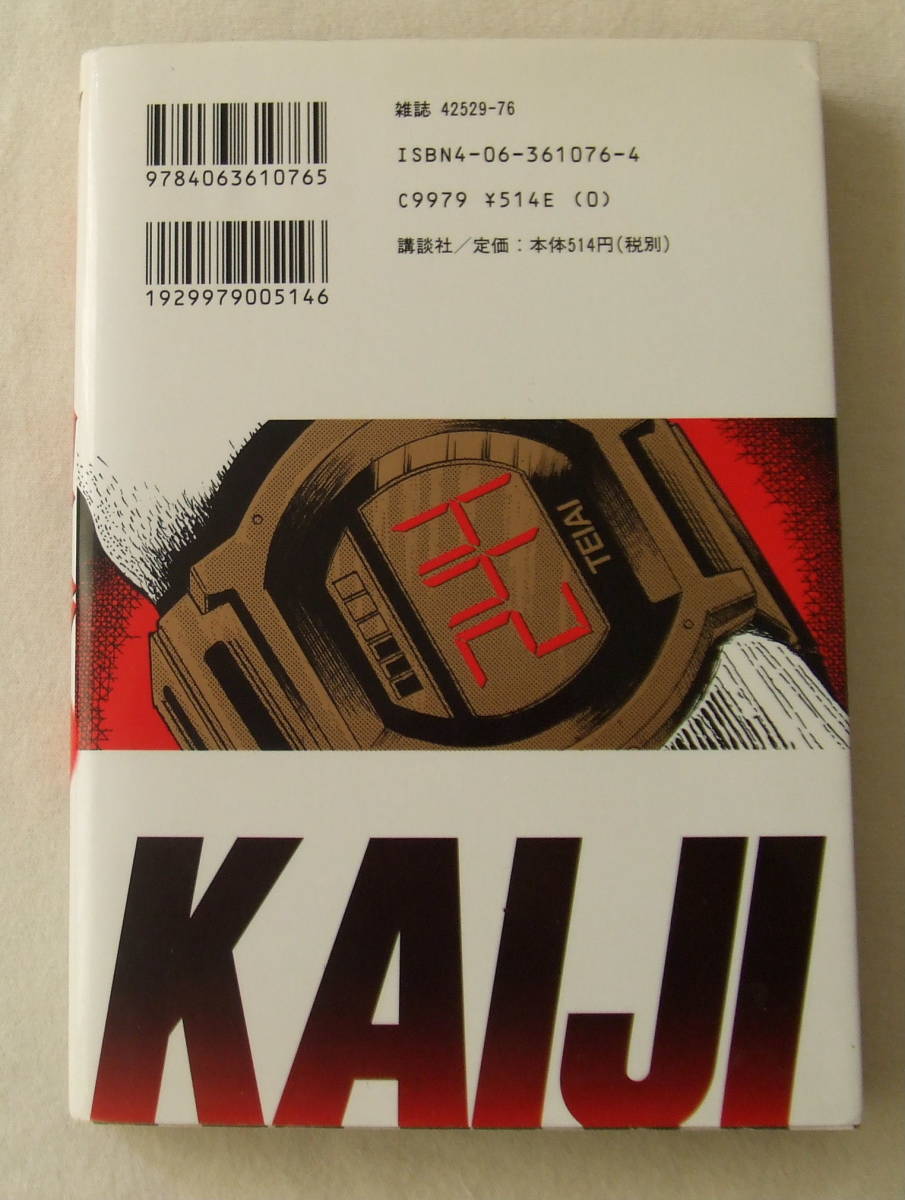 雑誌 42529-76
ISBN4-06-361076-4
9784063610765
C9979 ¥514E (0)
講談社／定価：本体514円(税別)
1929979005146
TEIAI
24H
KAIJI